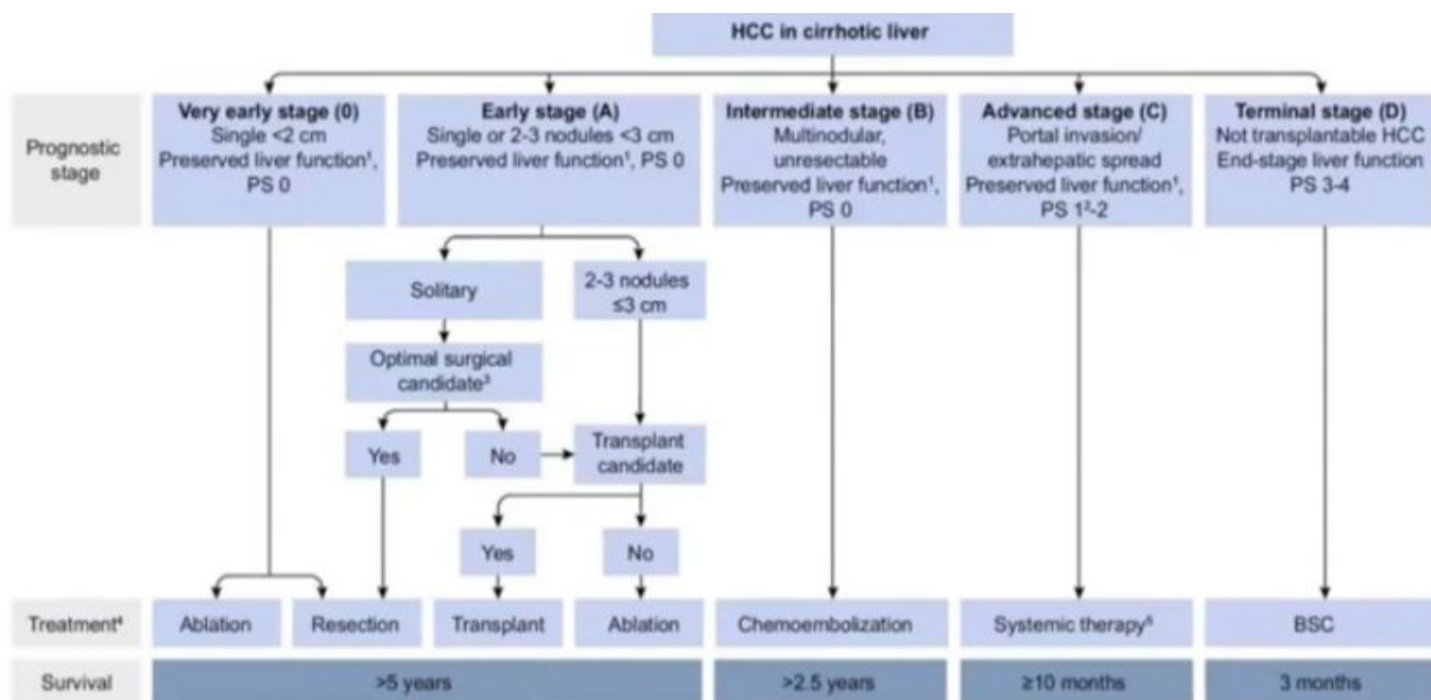 HCC in cirrhotic liver
Prognostic
stage
Very early stage (0)
Single <2 cm
Preserved liver function¹,
PS 0
Early stage (A)
Single or 2-3 nodules <3 cm
Preserved liver function¹, PS 0
Intermediate stage (B)
Multinodular,
unresectable
Preserved liver function¹,
PS 0
Advanced stage (C)
Portal invasion/
extrahepatic spread
Preserved liver function¹,
PS 1²-2
Terminal stage (D)
Not transplantable HCC
End-stage liver function
PS 3-4
Solitary
2-3 nodules
≤3 cm
Optimal surgical
candidate³
Yes
No
Transplant
candidate
Yes
No
Treatment⁴
Ablation
Resection
Transplant
Ablation
Chemoembolization
Systemic therapy⁵
BSC
Survival
>5 years
>2.5 years
≥10 months
3 months